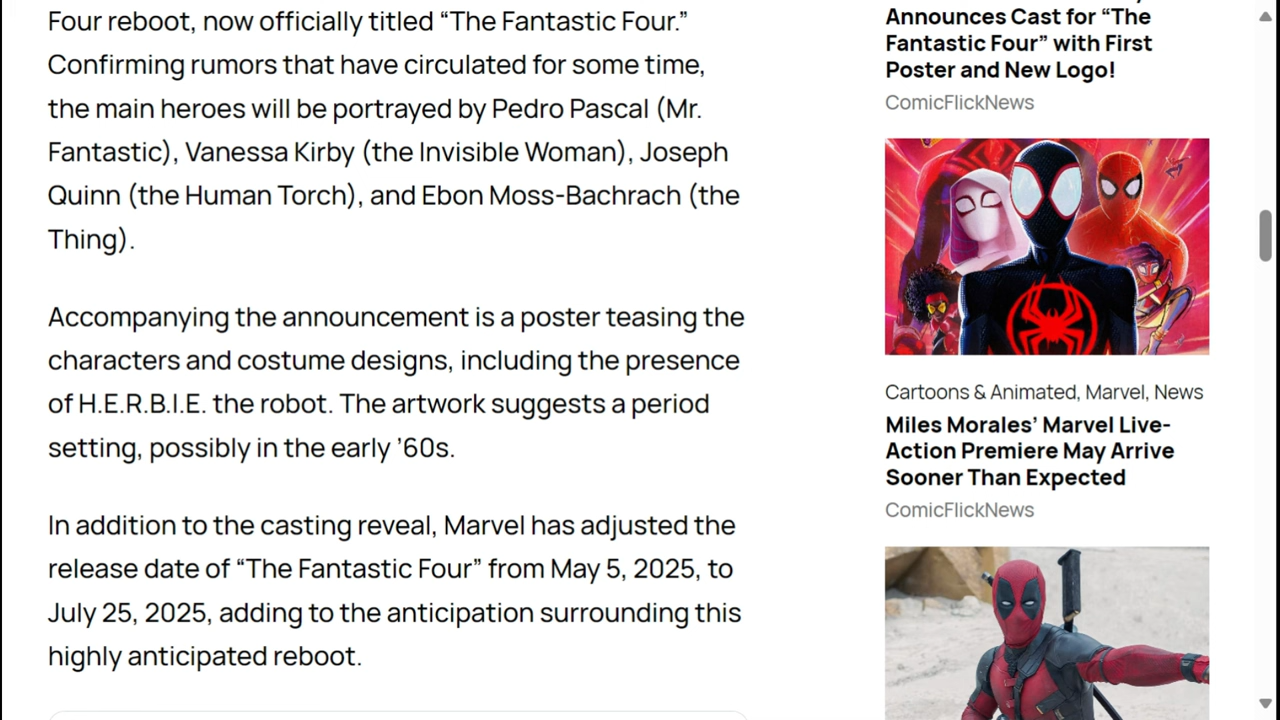 Four reboot, now officially titled “The Fantastic Four.”
Confirming rumors that have circulated for some time,
the main heroes will be portrayed by Pedro Pascal (Mr.
Fantastic), Vanessa Kirby (the Invisible Woman), Joseph
Quinn (the Human Torch), and Ebon Moss-Bachrach (the
Thing).
Accompanying the announcement is a poster teasing the
characters and costume designs, including the presence
of H.E.R.B.I.E. the robot. The artwork suggests a period
setting, possibly in the early ’60s.
In addition to the casting reveal, Marvel has adjusted the
release date of “The Fantastic Four” from May 5, 2025, to
July 25, 2025, adding to the anticipation surrounding this
highly anticipated reboot.
Announces Cast for “The
Fantastic Four” with First
Poster and New Logo!
ComicFlickNews
Cartoons & Animated, Marvel, News
Miles Morales’ Marvel Live-
Action Premiere May Arrive
Sooner Than Expected
ComicFlickNews